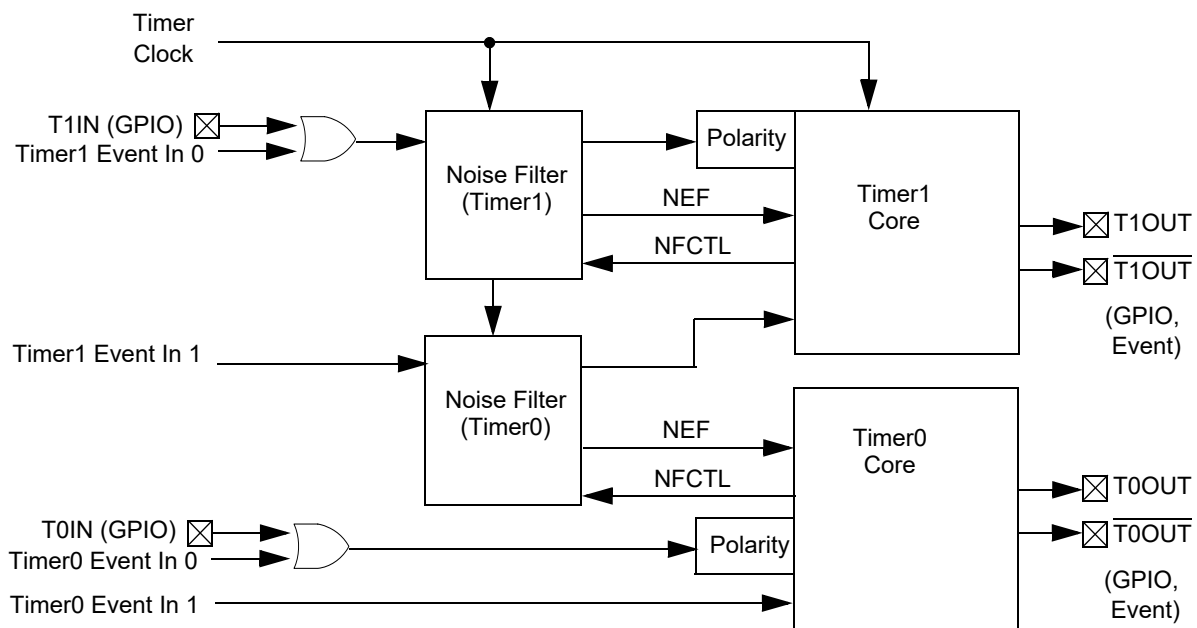 Timer
Clock
T1IN (GPIO)
Timer1 Event In 0
Noise Filter
(Timer1)
Polarity
NEF
NFCTL
Timer1
Core
T1OUT
T1OUT
(GPIO,
Event)
Timer1 Event In 1
Noise Filter
(Timer0)
NEF
NFCTL
Timer0
Core
T0OUT
T0OUT
(GPIO,
Event)
T0IN (GPIO)
Timer0 Event In 0
Polarity
Timer0 Event In 1